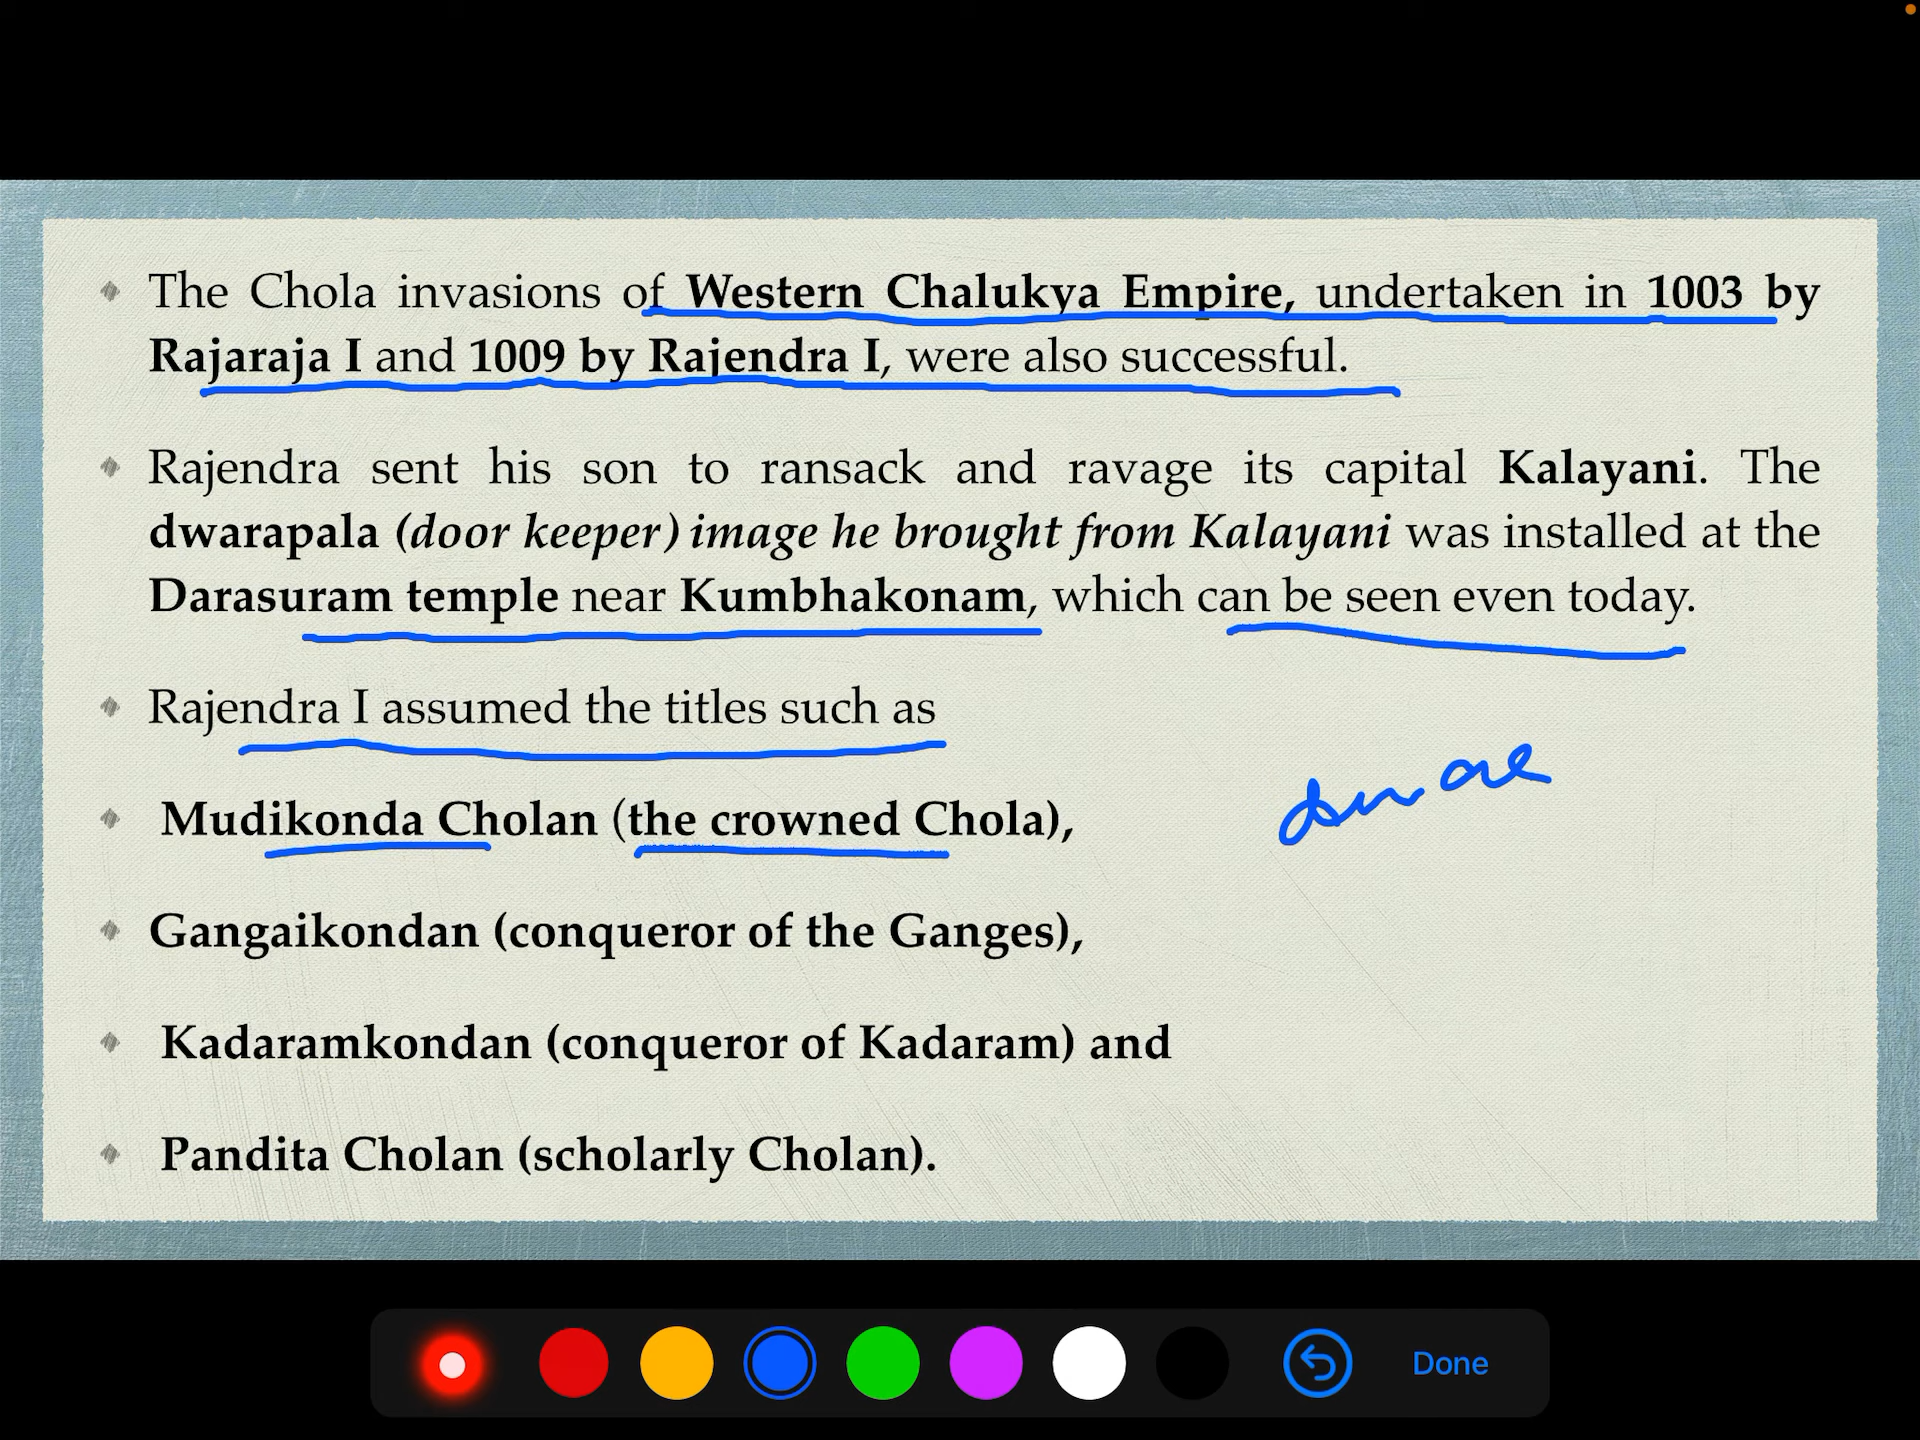 The Chola invasions of Western Chalukya Empire, undertaken in 1003 by
Rajaraja I and 1009 by Rajendra I, were also successful.
Rajendra sent his son to ransack and ravage its capital Kalayani. The
dwarapala (door keeper) image he brought from Kalayani was installed at the
Darasuram temple near Kumbhakonam, which can be seen even today.
Rajendra I assumed the titles such as
Mudikonda Cholan (the crowned Chola),
Gangaikondan (conqueror of the Ganges),
Kadaramkondan (conqueror of Kadaram) and
Pandita Cholan (scholarly Cholan).
Done